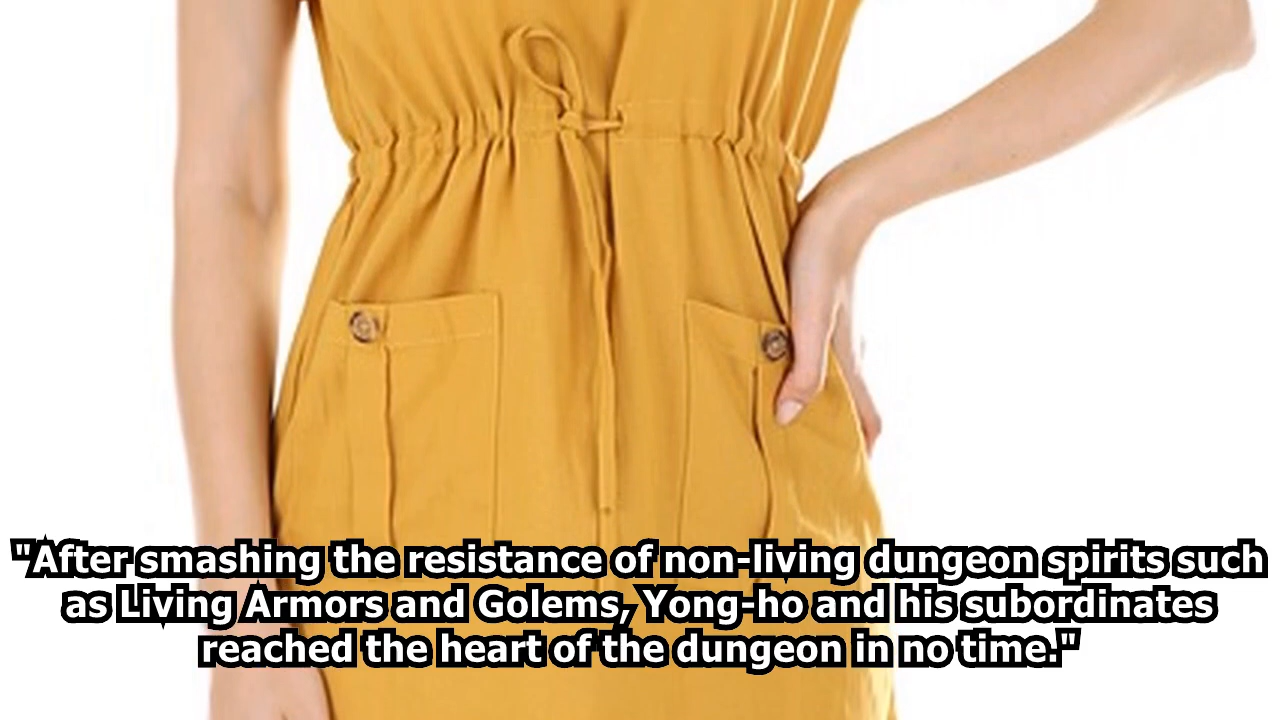 "After smashing the resistance of non-living dungeon spirits such
as Living Armors and Golems, Yong-ho and his subordinates
reached the heart of the dungeon in no time."